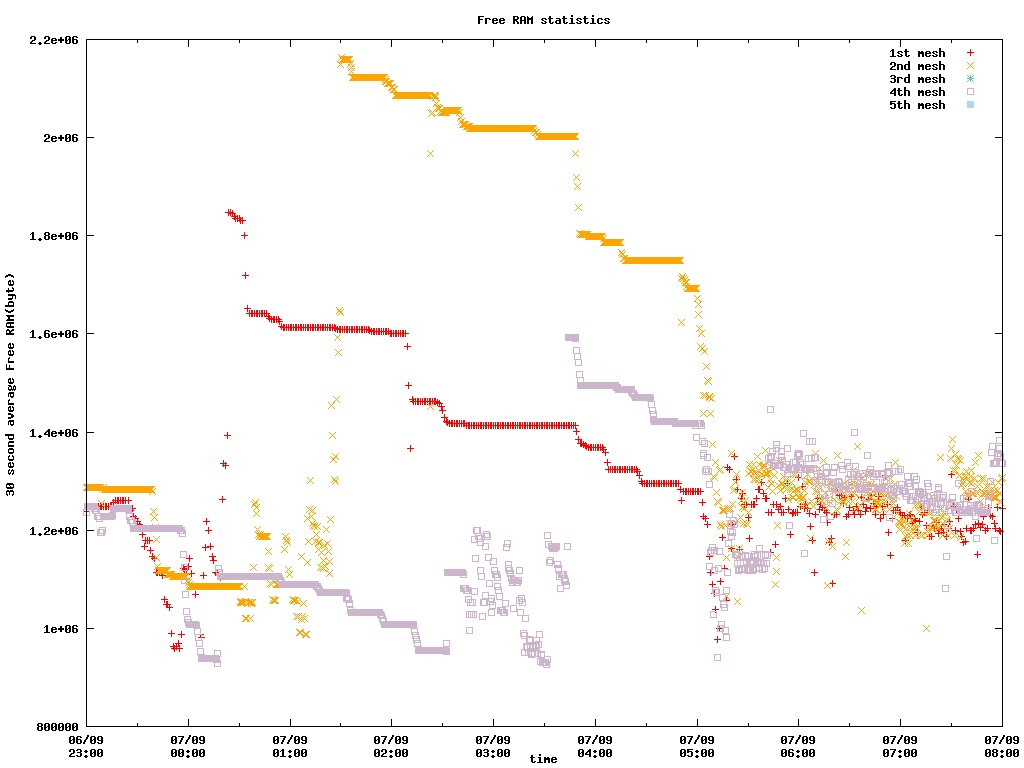 Free RAM statistics
2.2e+06
2e+06
1.8e+06
1.6e+06
1.4e+06
1.2e+06
1e+06
800000
30 second average Free RAM(byte)
1st mesh
2nd mesh
3rd mesh
4th mesh
5th mesh
06/09 07/09 07/09 07/09 07/09 07/09 07/09 07/09 07/09 07/09
23:00 00:00 01:00 02:00 03:00 04:00 05:00 06:00 07:00 08:00
time